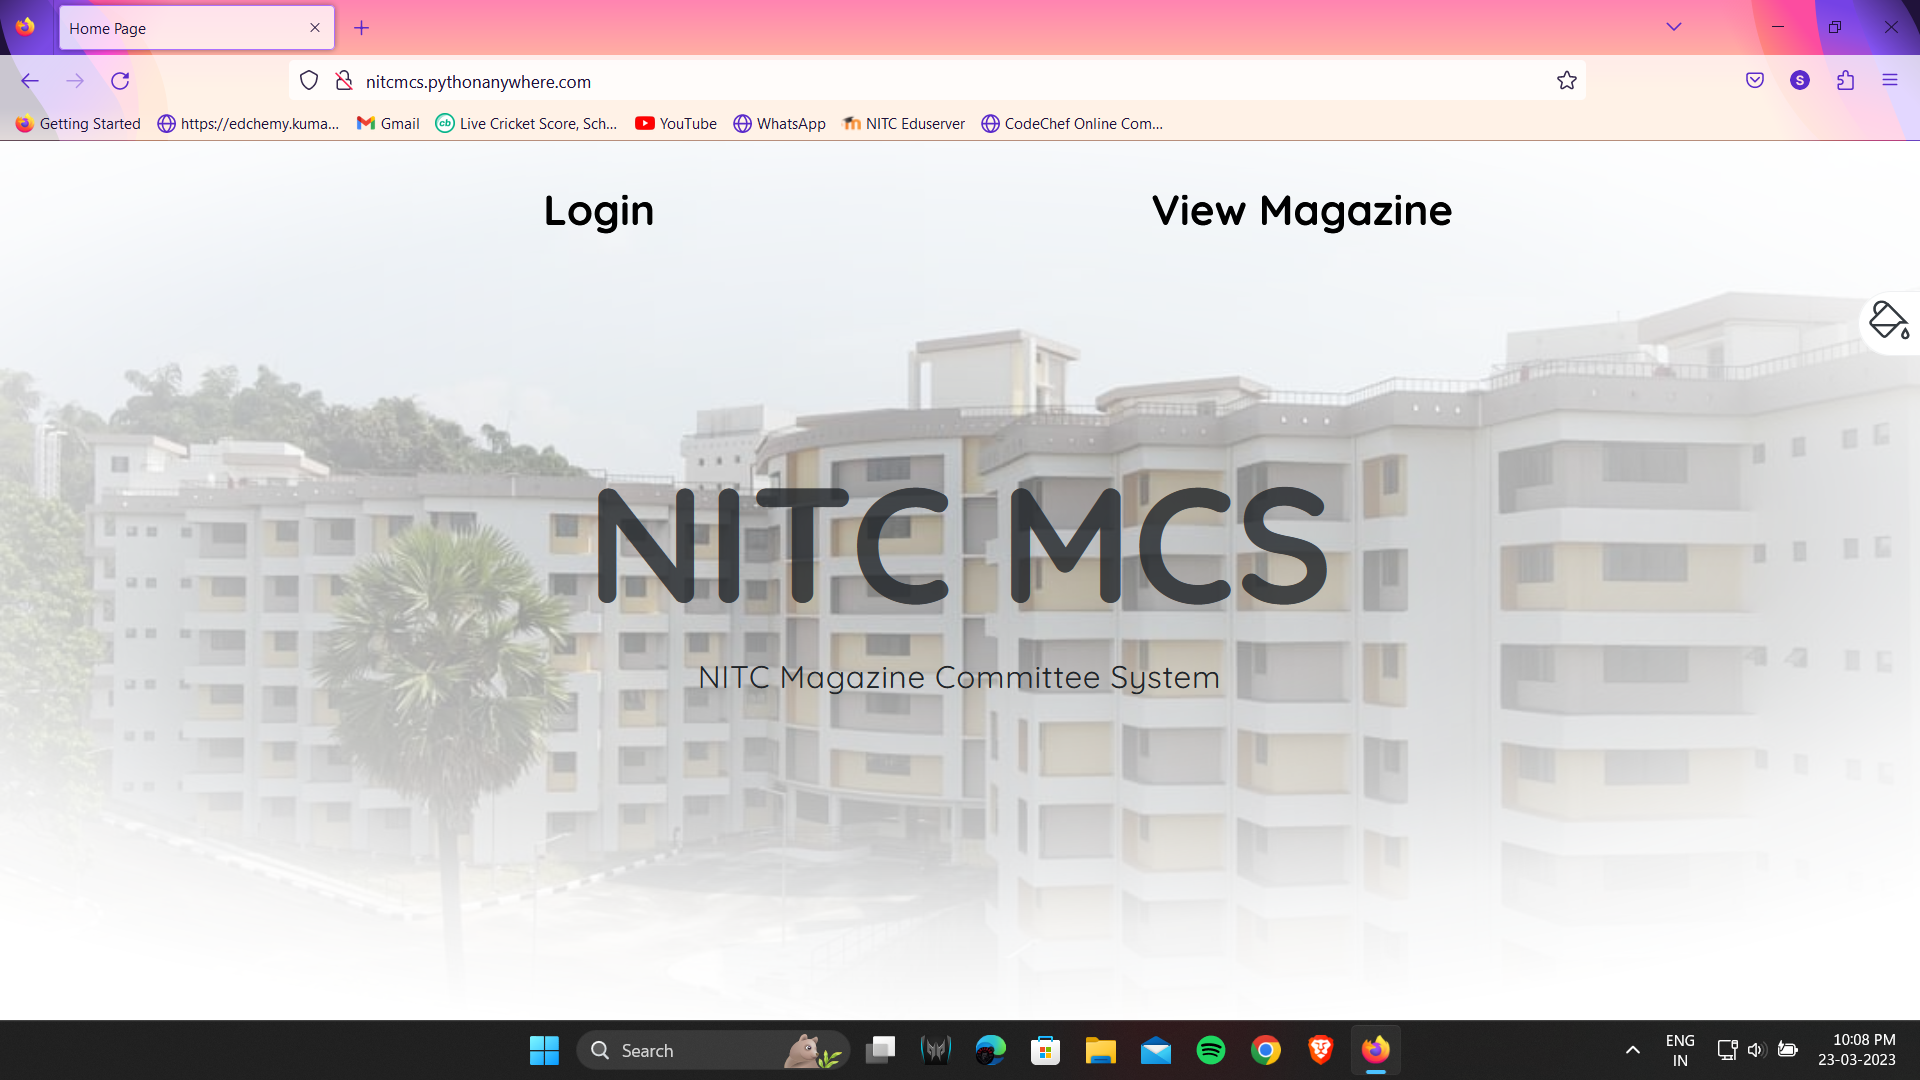 Home Page
nitcmcs.pythonanywhere.com
S
Getting Started https://edchemy.kuma... cb Live Cricket Score, Sch... Gmail YouTube WhatsApp NITC Eduserver CodeChef Online Com...
Login View Magazine
NITC MCS
NITC Magazine Committee System
Search
ENG
IN
10:08 PM
23-03-2023